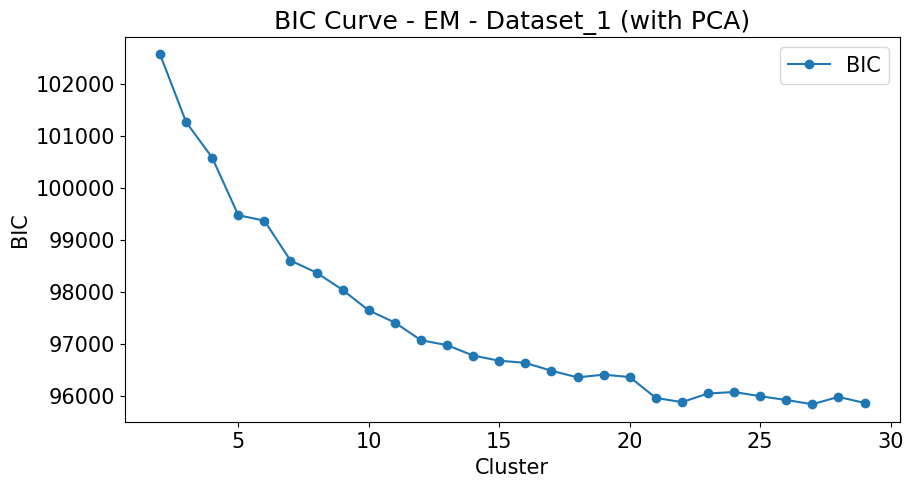 BIC Curve - EM - Dataset_1 (with PCA)
BIC
102000
101000
100000
99000
98000
97000
96000
BIC
5 10 15 20 25 30
Cluster